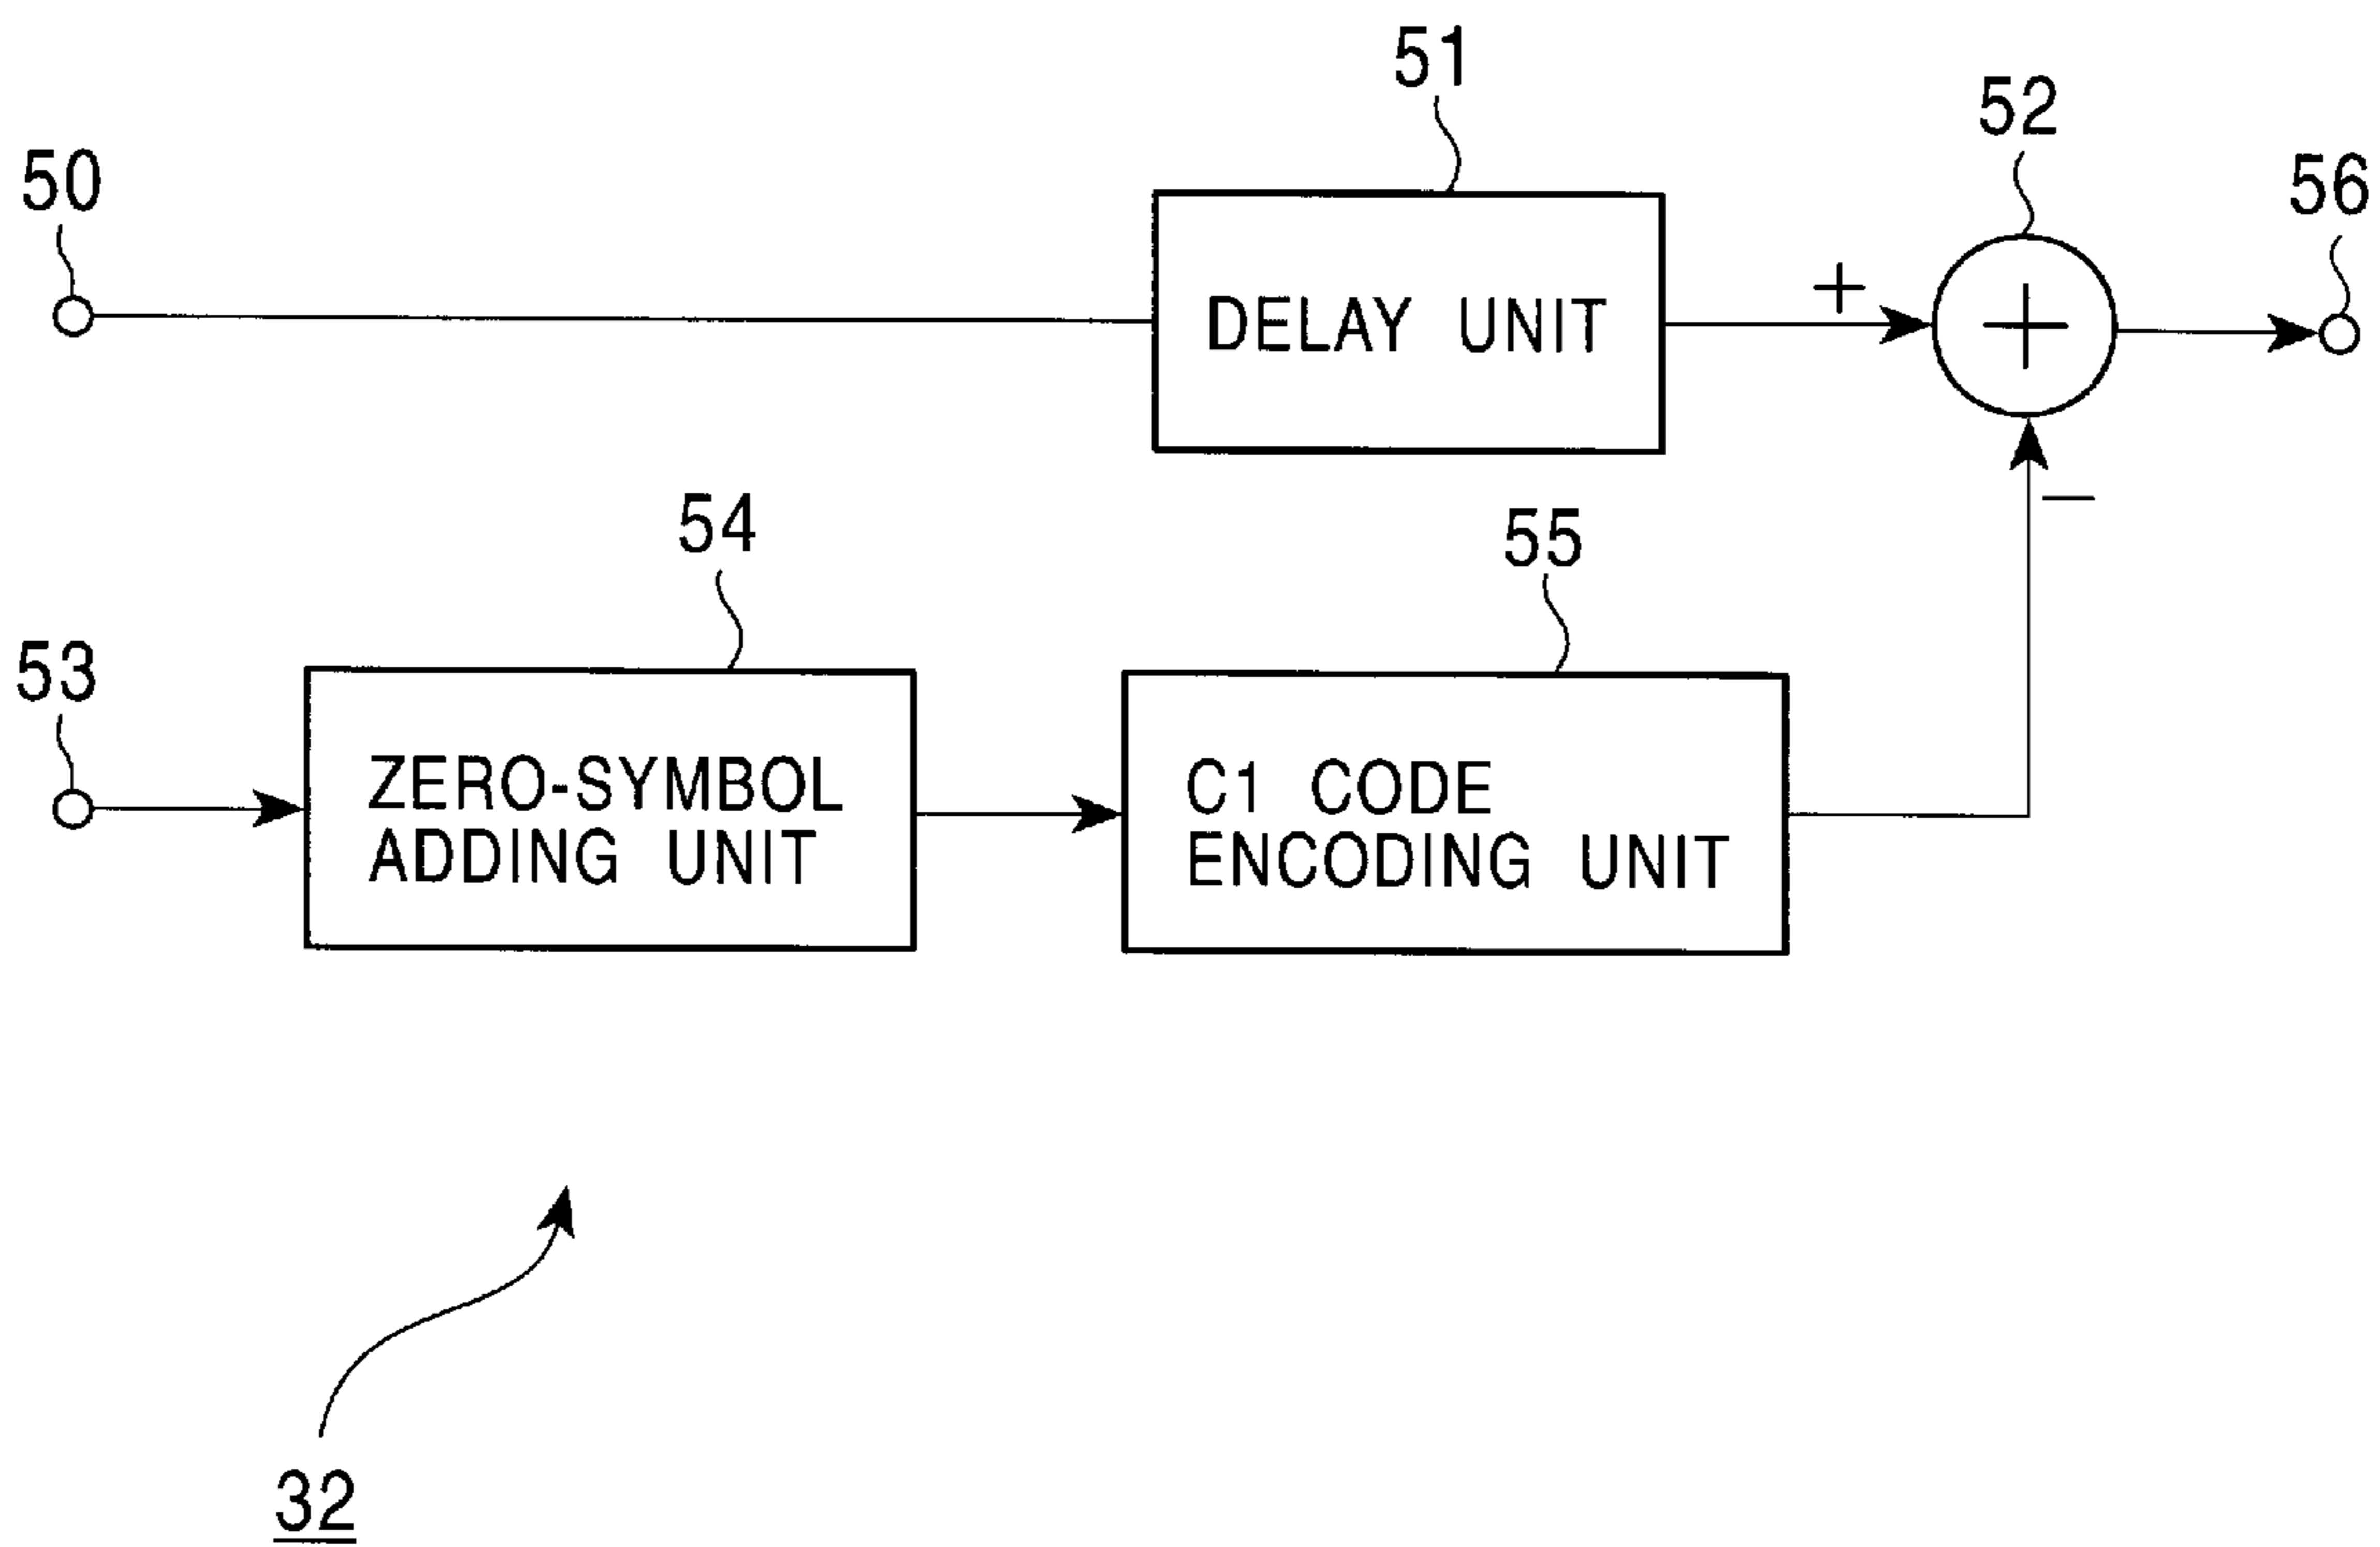 51
52
50
56
DELAY UNIT
+
+
−
54
55
53
ZERO-SYMBOL
ADDING UNIT
C1 CODE
ENCODING UNIT
32